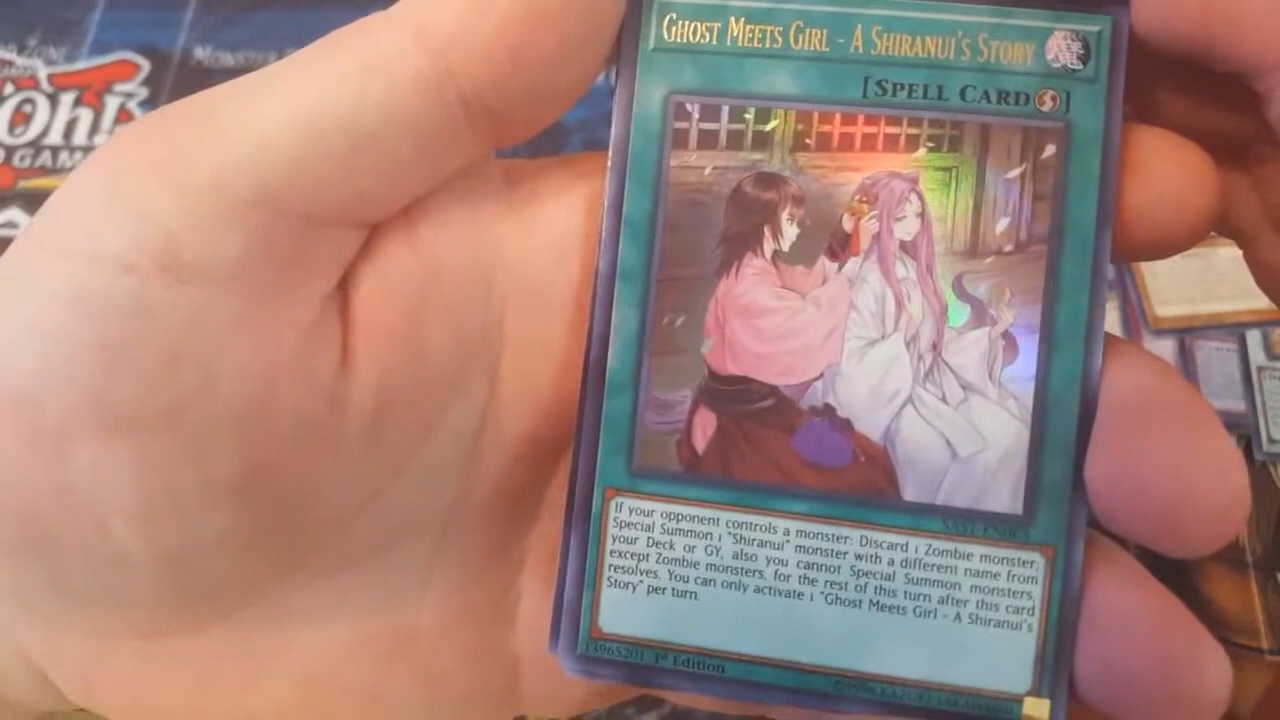 Monster
Oh!
GHOST MEETS GIRL - A SHIRANUI'S STORY
[SPELL CARD]
If your opponent controls a monster: Discard 1 Zombie monster;
Special Summon 1 "Shiranui" monster with a different name from
your Deck or GY, also you cannot Special Summon monsters,
except Zombie monsters, for the rest of this turn after this card
resolves. You can only activate 1 "Ghost Meets Girl - A Shiranui's
Story" per turn.
13965201 1st Edition